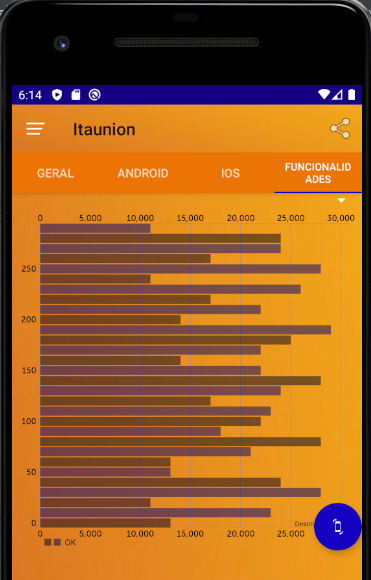 6:14
Itaunion
GERAL ANDROID IOS FUNCIONALID
ADES
0 5,000 10,000 15,000 20,000 25,000 30,000
250
200
150
100
50
0
0 5,000 10,000 15,000 20,000 25,000
OK